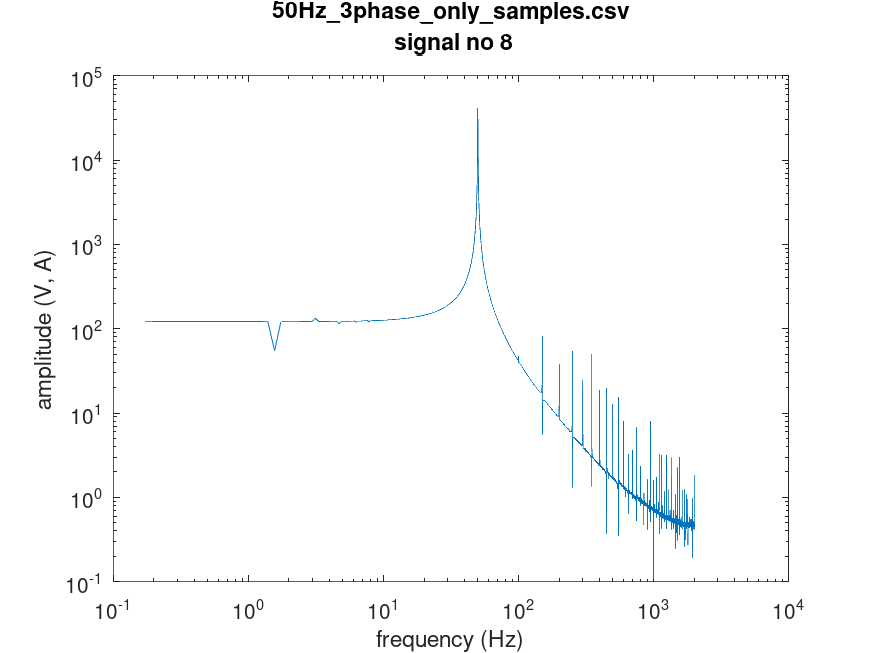 50Hz_3phase_only_samples.csv
signal no 8
10^5
10^4
10^3
10^2
10^1
10^0
10^-1
amplitude (V, A)
10^-1 10^0 10^1 10^2 10^3 10^4
frequency (Hz)